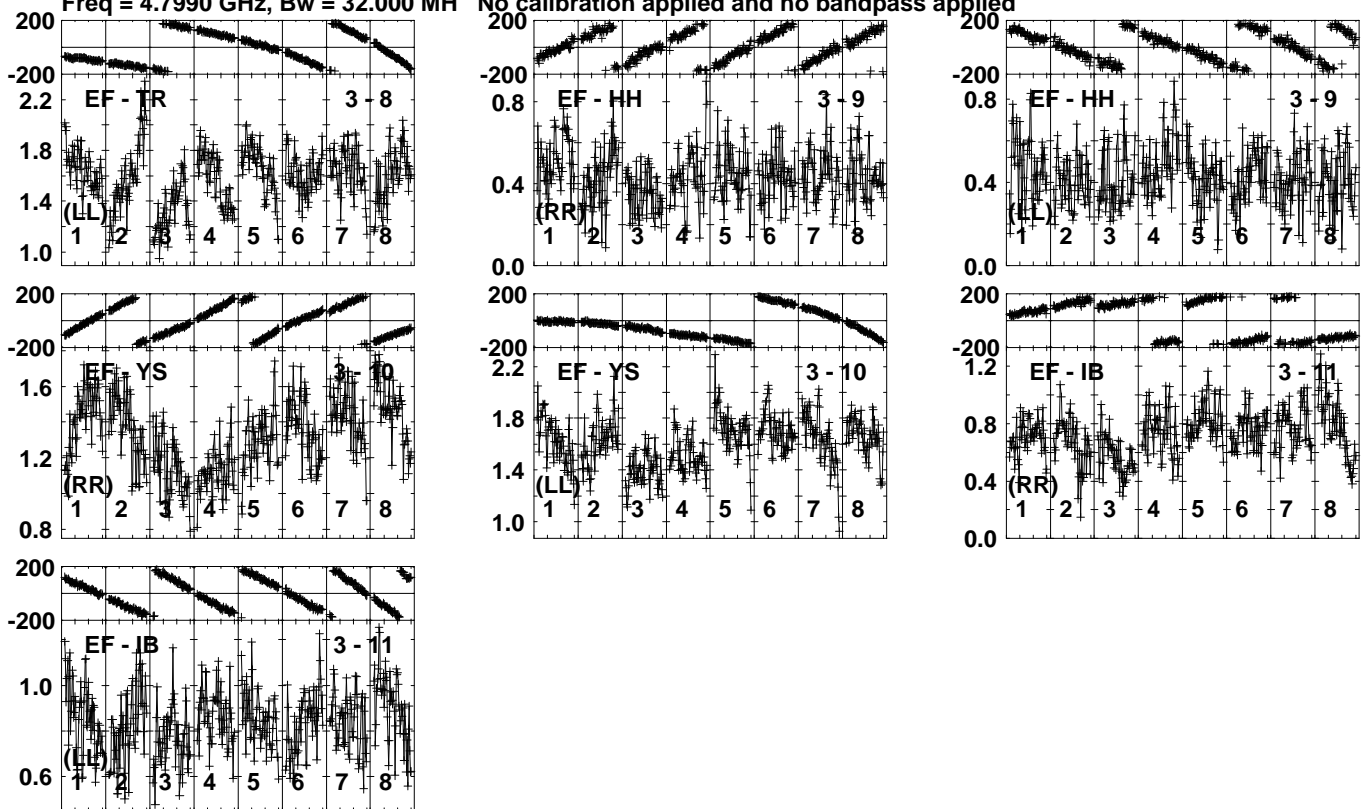 Freq = 4.7990 GHz, Bw = 32.000 MH No calibration applied and no bandpass applied
200
-200
EF - TR 3 - 8
2.2
1.8
1.4
1.0
(LL)
1 2 3 4 5 6 7 8
200
-200
EF - HH 3 - 9
0.8
0.4
0.0
(RR)
1 2 3 4 5 6 7 8
200
-200
EF - HH 3 - 9
0.8
0.4
0.0
(LL)
1 2 3 4 5 6 7 8
200
-200
EF - YS 3 - 10
1.6
1.2
0.8
(RR)
1 2 3 4 5 6 7 8
200
-200
EF - YS 3 - 10
2.2
1.8
1.4
1.0
(LL)
1 2 3 4 5 6 7 8
200
-200
EF - IB 3 - 11
1.2
0.8
0.4
0.0
(RR)
1 2 3 4 5 6 7 8
200
-200
EF - IB 3 - 11
1.0
0.6
(LL)
1 2 3 4 5 6 7 8